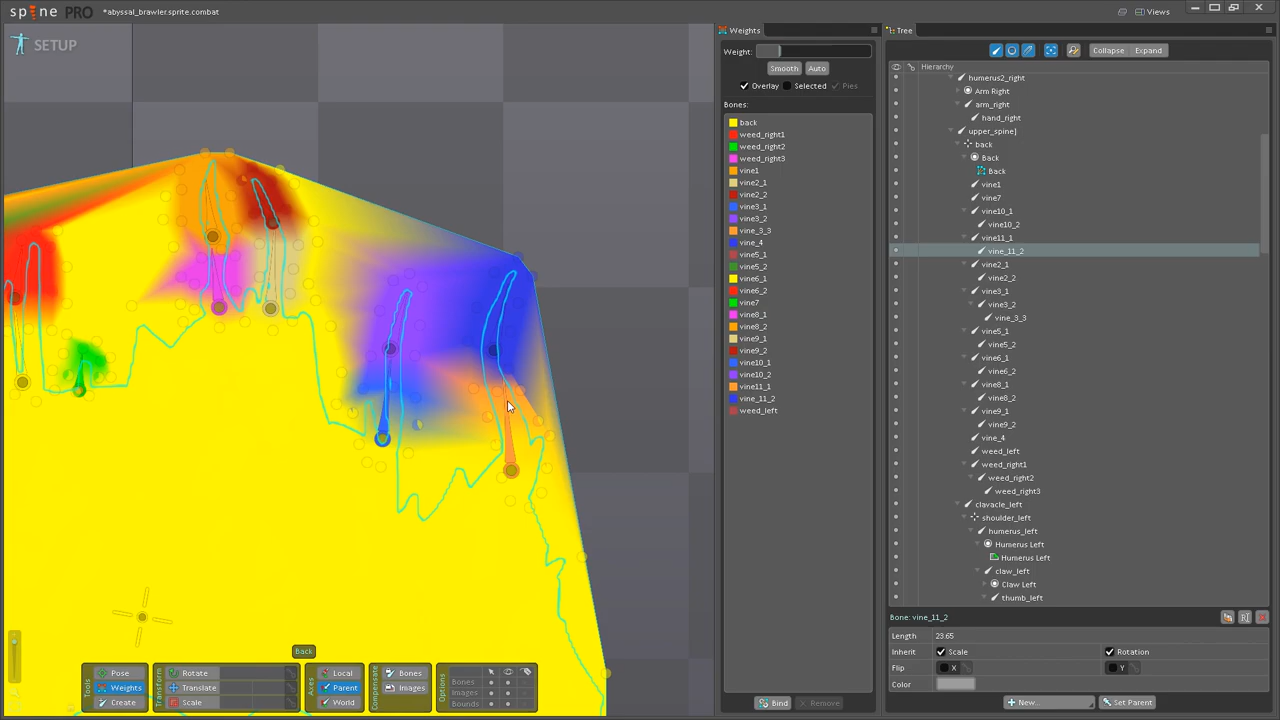 spine PRO *abyssal_brawler.sprite.combat Views
SETUP
Weights
Weight:
Smooth Auto
Overlay Selected Pies
Bones:
back
weed_right1
weed_right2
weed_right3
vine1
vine2_1
vine2_2
vine3_1
vine3_2
vine_3_3
vine_4
vine5_1
vine5_2
vine6_1
vine6_2
vine7
vine8_1
vine8_2
vine9_1
vine9_2
vine10_1
vine10_2
vine11_1
vine_11_2
weed_left
Bind Remove
Tree
Collapse Expand
Hierarchy
humerus2_right
Arm Right
arm_right
hand_right
upper_spine]
back
Back
Back
vine1
vine7
vine10_1
vine10_2
vine11_1
vine_11_2
vine2_1
vine2_2
vine3_1
vine3_2
vine_3_3
vine5_1
vine5_2
vine6_1
vine6_2
vine8_1
vine8_2
vine9_1
vine9_2
vine_4
weed_left
weed_right1
weed_right2
weed_right3
clavacle_left
shoulder_left
humerus_left
Humerus Left
Humerus Left
claw_left
Claw Left
thumb_left
Bone: vine_11_2
Length 23.65
Inherit Scale Rotation
Flip X Y
Color
New... Set Parent
Back
Tools
Pose
Weights
Create
Transform
Rotate
Translate
Scale
Axes
Local
Parent
World
Compensate
Bones
Images
Options
Bones
Images
Bounds